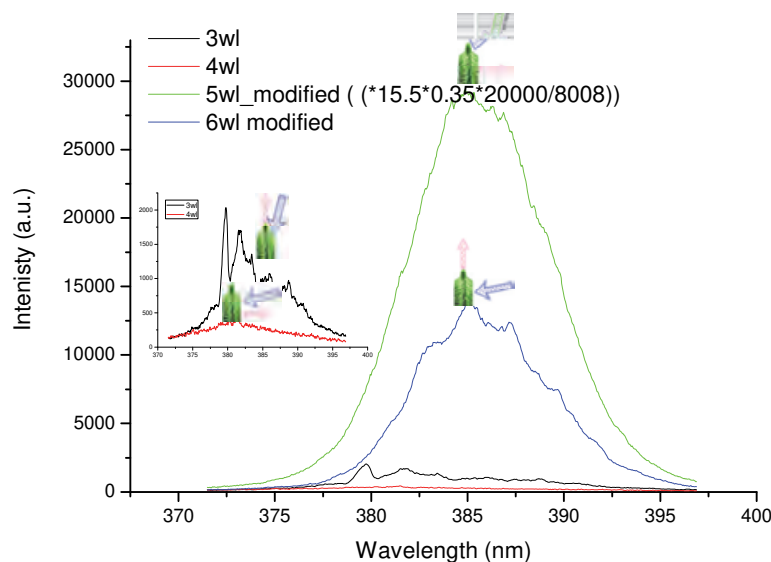 3wl
4wl
5wl_modified ( (*15.5*0.35*20000/8008))
6wl modified
Intenisty (a.u.)
30000
25000
20000
15000
10000
5000
0
370 375 380 385 390 395 400
Wavelength (nm)
3wl
4wl
2000
1500
1000
500
0
370 375 380 385 390 395 400